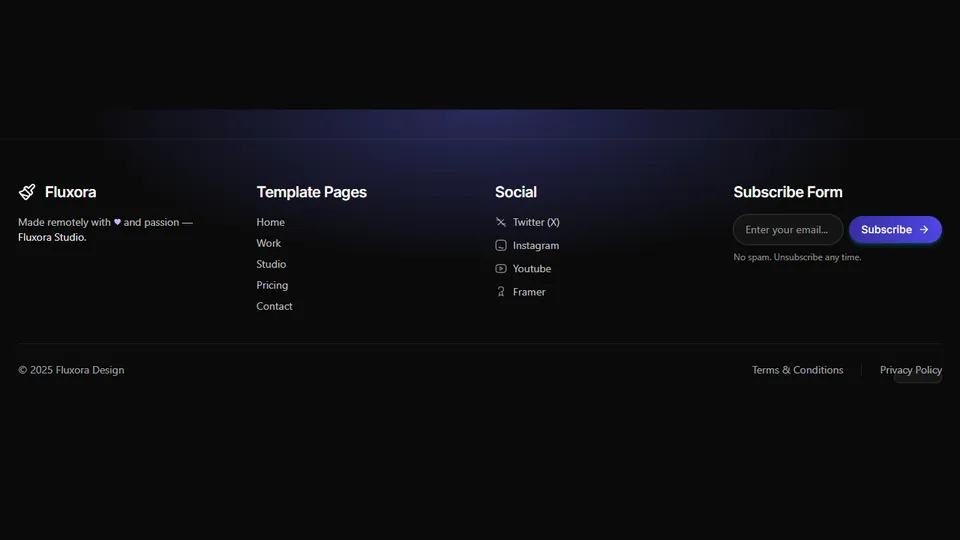 Fluxora
Made remotely with 💜 and passion —
Fluxora Studio.
Template Pages
Home
Work
Studio
Pricing
Contact
Social
Twitter (X)
Instagram
Youtube
Framer
Subscribe Form
Enter your email...
Subscribe →
No spam. Unsubscribe any time.
© 2025 Fluxora Design
Terms & Conditions
Privacy Policy